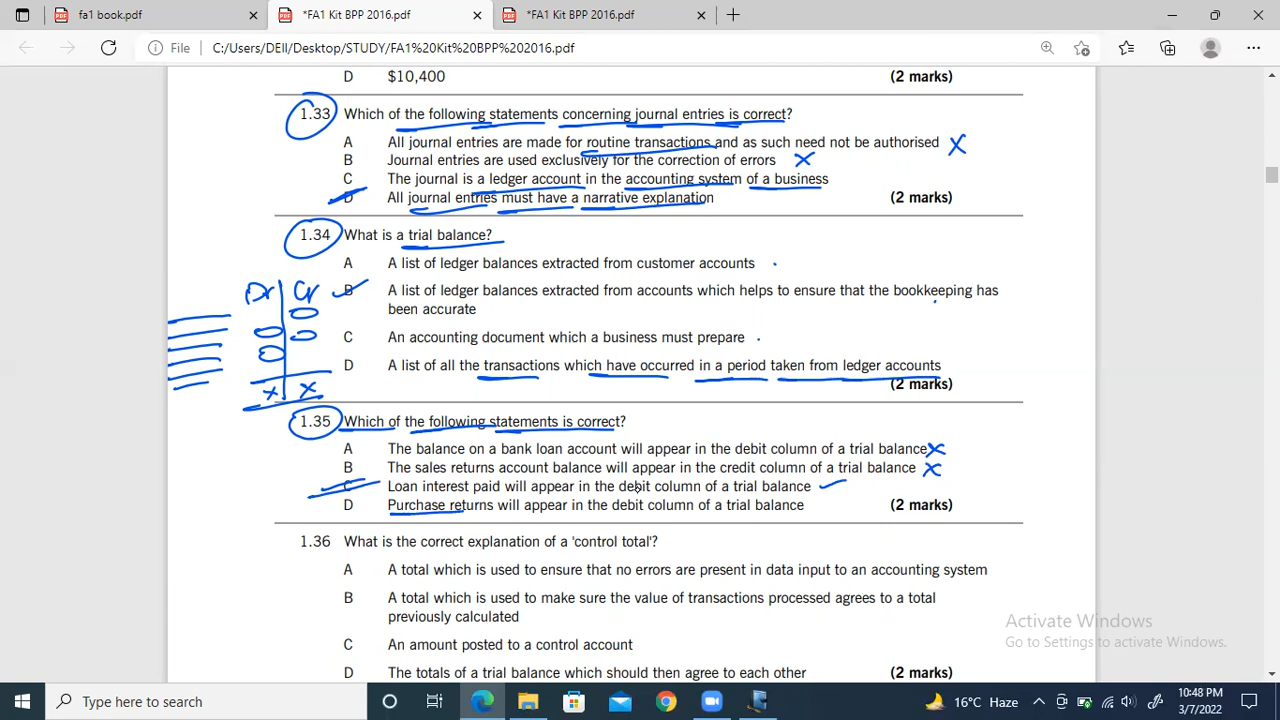 fa1 book.pdf
*FA1 Kit BPP 2016.pdf
*FA1 Kit BPP 2016.pdf
File C:/Users/DEll/Desktop/STUDY/FA1%20Kit%20BPP%202016.pdf
D $10,400 (2 marks)
1.33 Which of the following statements concerning journal entries is correct?
A All journal entries are made for routine transactions and as such need not be authorised X
B Journal entries are used exclusively for the correction of errors X
C The journal is a ledger account in the accounting system of a business
D All journal entries must have a narrative explanation (2 marks)
1.34 What is a trial balance?
A A list of ledger balances extracted from customer accounts
Dr Cr
B A list of ledger balances extracted from accounts which helps to ensure that the bookkeeping has
been accurate
C An accounting document which a business must prepare
D A list of all the transactions which have occurred in a period taken from ledger accounts
(2 marks)
x x
1.35 Which of the following statements is correct?
A The balance on a bank loan account will appear in the debit column of a trial balance X
B The sales returns account balance will appear in the credit column of a trial balance X
C Loan interest paid will appear in the debit column of a trial balance
D Purchase returns will appear in the debit column of a trial balance (2 marks)
1.36 What is the correct explanation of a 'control total'?
A A total which is used to ensure that no errors are present in data input to an accounting system
B A total which is used to make sure the value of transactions processed agrees to a total
previously calculated
C An amount posted to a control account
D The totals of a trial balance which should then agree to each other (2 marks)
Activate Windows
Go to Settings to activate Windows.
Type here to search
16°C Haze
10:48 PM
3/7/2022